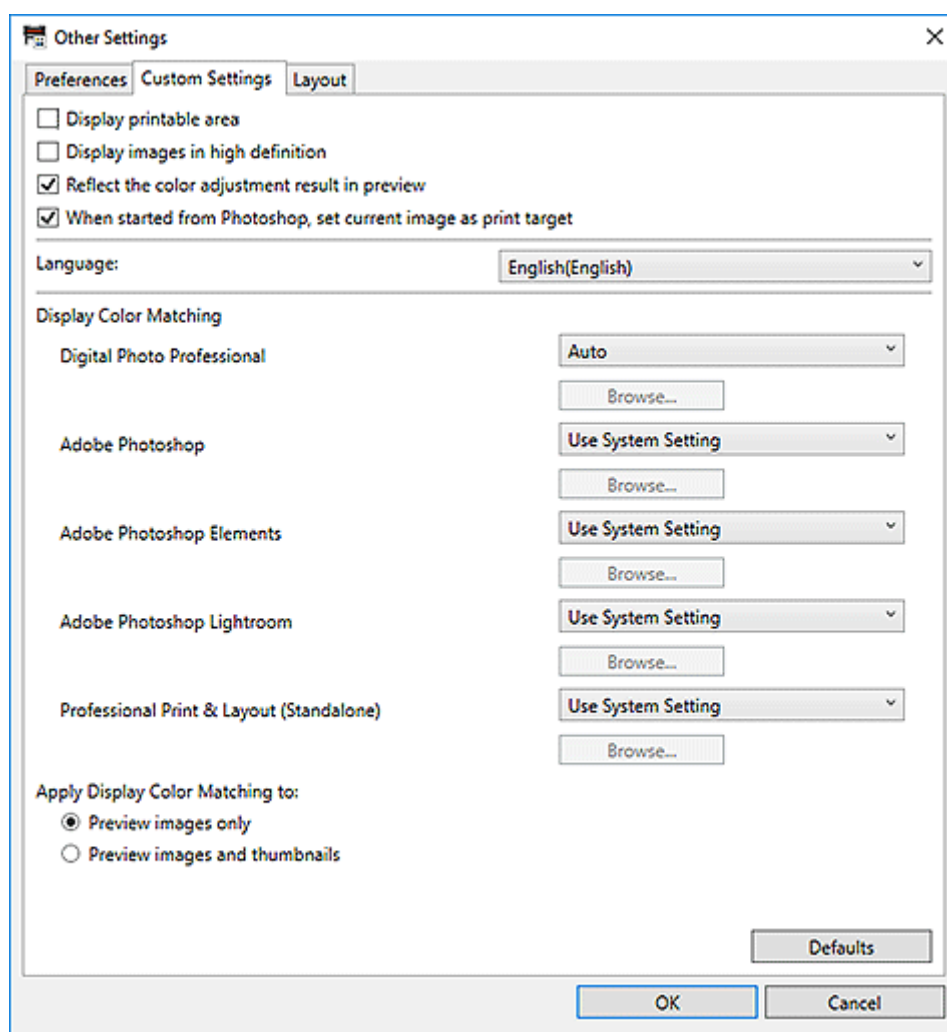 Other Settings
Preferences Custom Settings Layout
Display printable area
Display images in high definition
Reflect the color adjustment result in preview
When started from Photoshop, set current image as print target
Language: English(English)
Display Color Matching
Digital Photo Professional Auto
Browse...
Adobe Photoshop Use System Setting
Browse...
Adobe Photoshop Elements Use System Setting
Browse...
Adobe Photoshop Lightroom Use System Setting
Browse...
Professional Print & Layout (Standalone) Use System Setting
Browse...
Apply Display Color Matching to:
Preview images only
Preview images and thumbnails
Defaults
OK Cancel